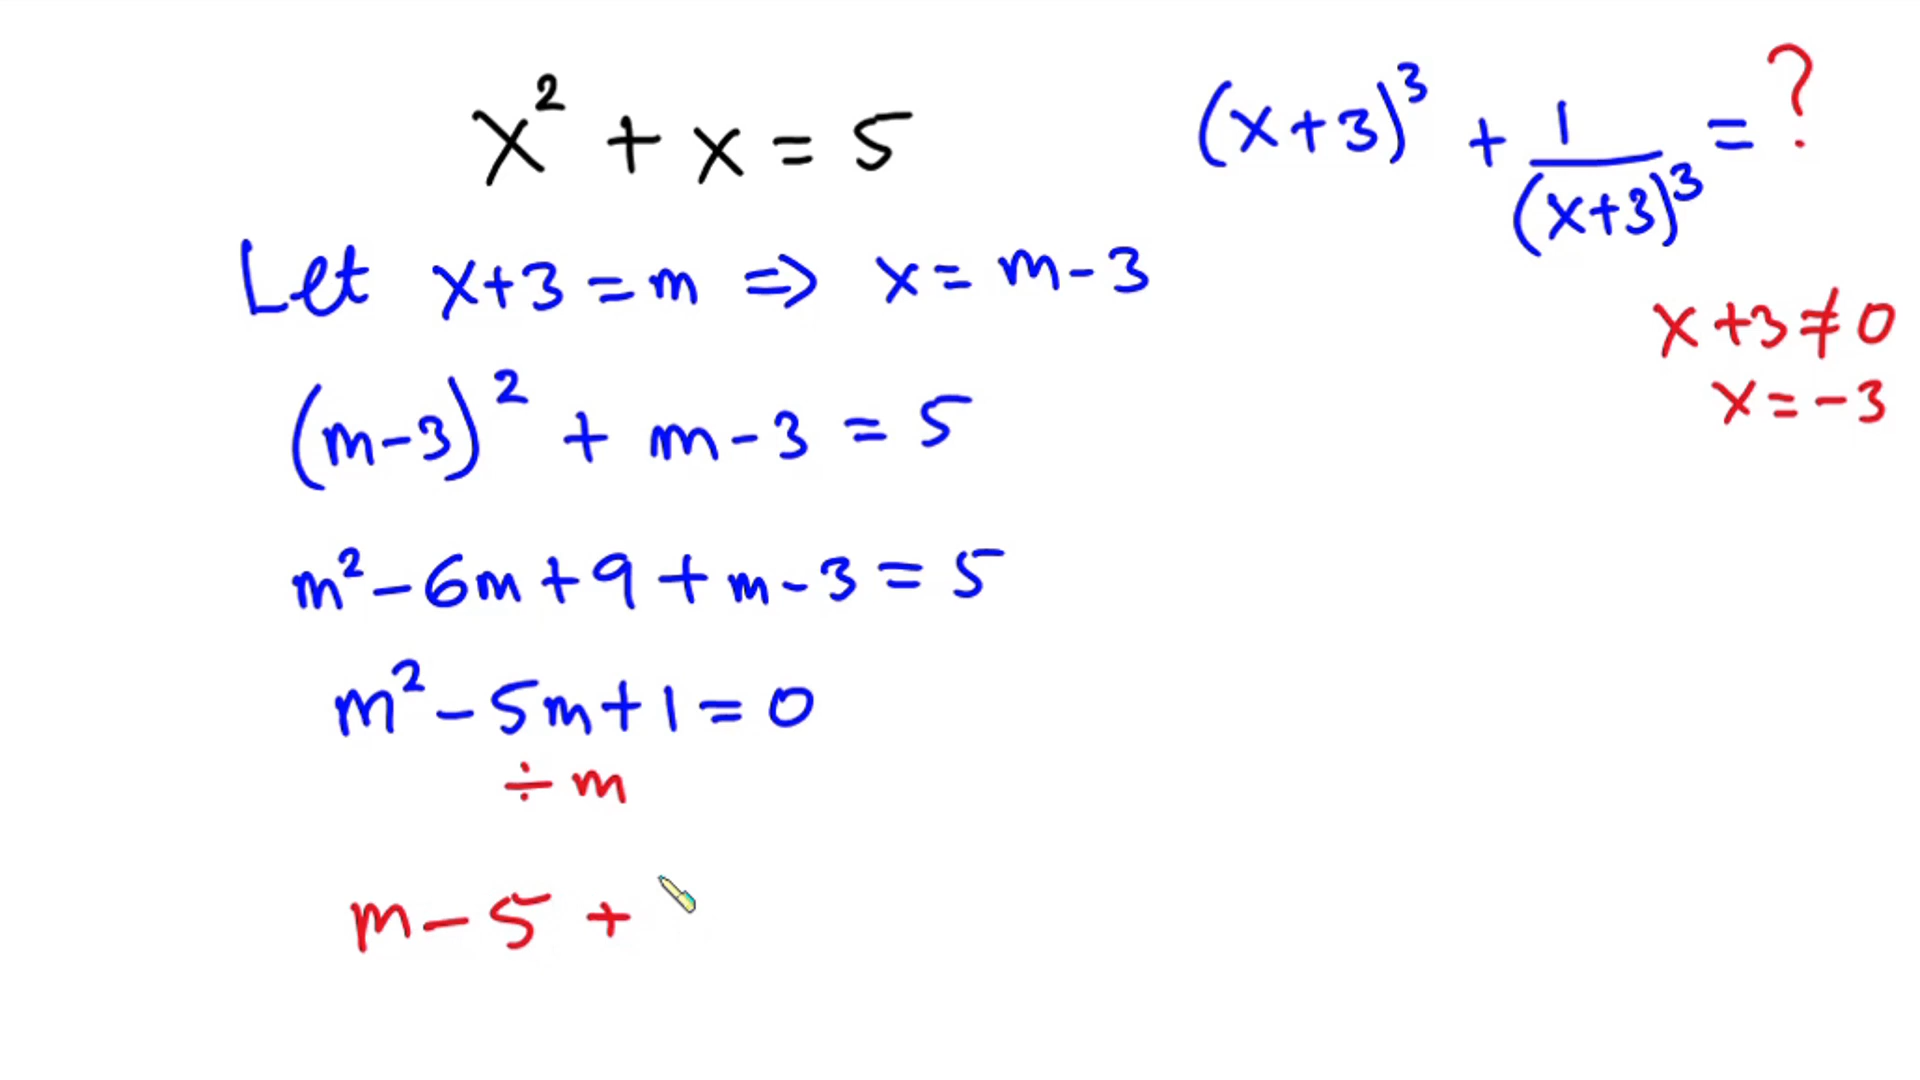 x² + x = 5
(x+3)³ + 1/(x+3)³ = ?
Let x+3 = m ⇒ x = m-3
x+3 ≠ 0
x = -3
(m-3)² + m-3 = 5
m² - 6m + 9 + m - 3 = 5
m² - 5m + 1 = 0
÷ m
m - 5 +